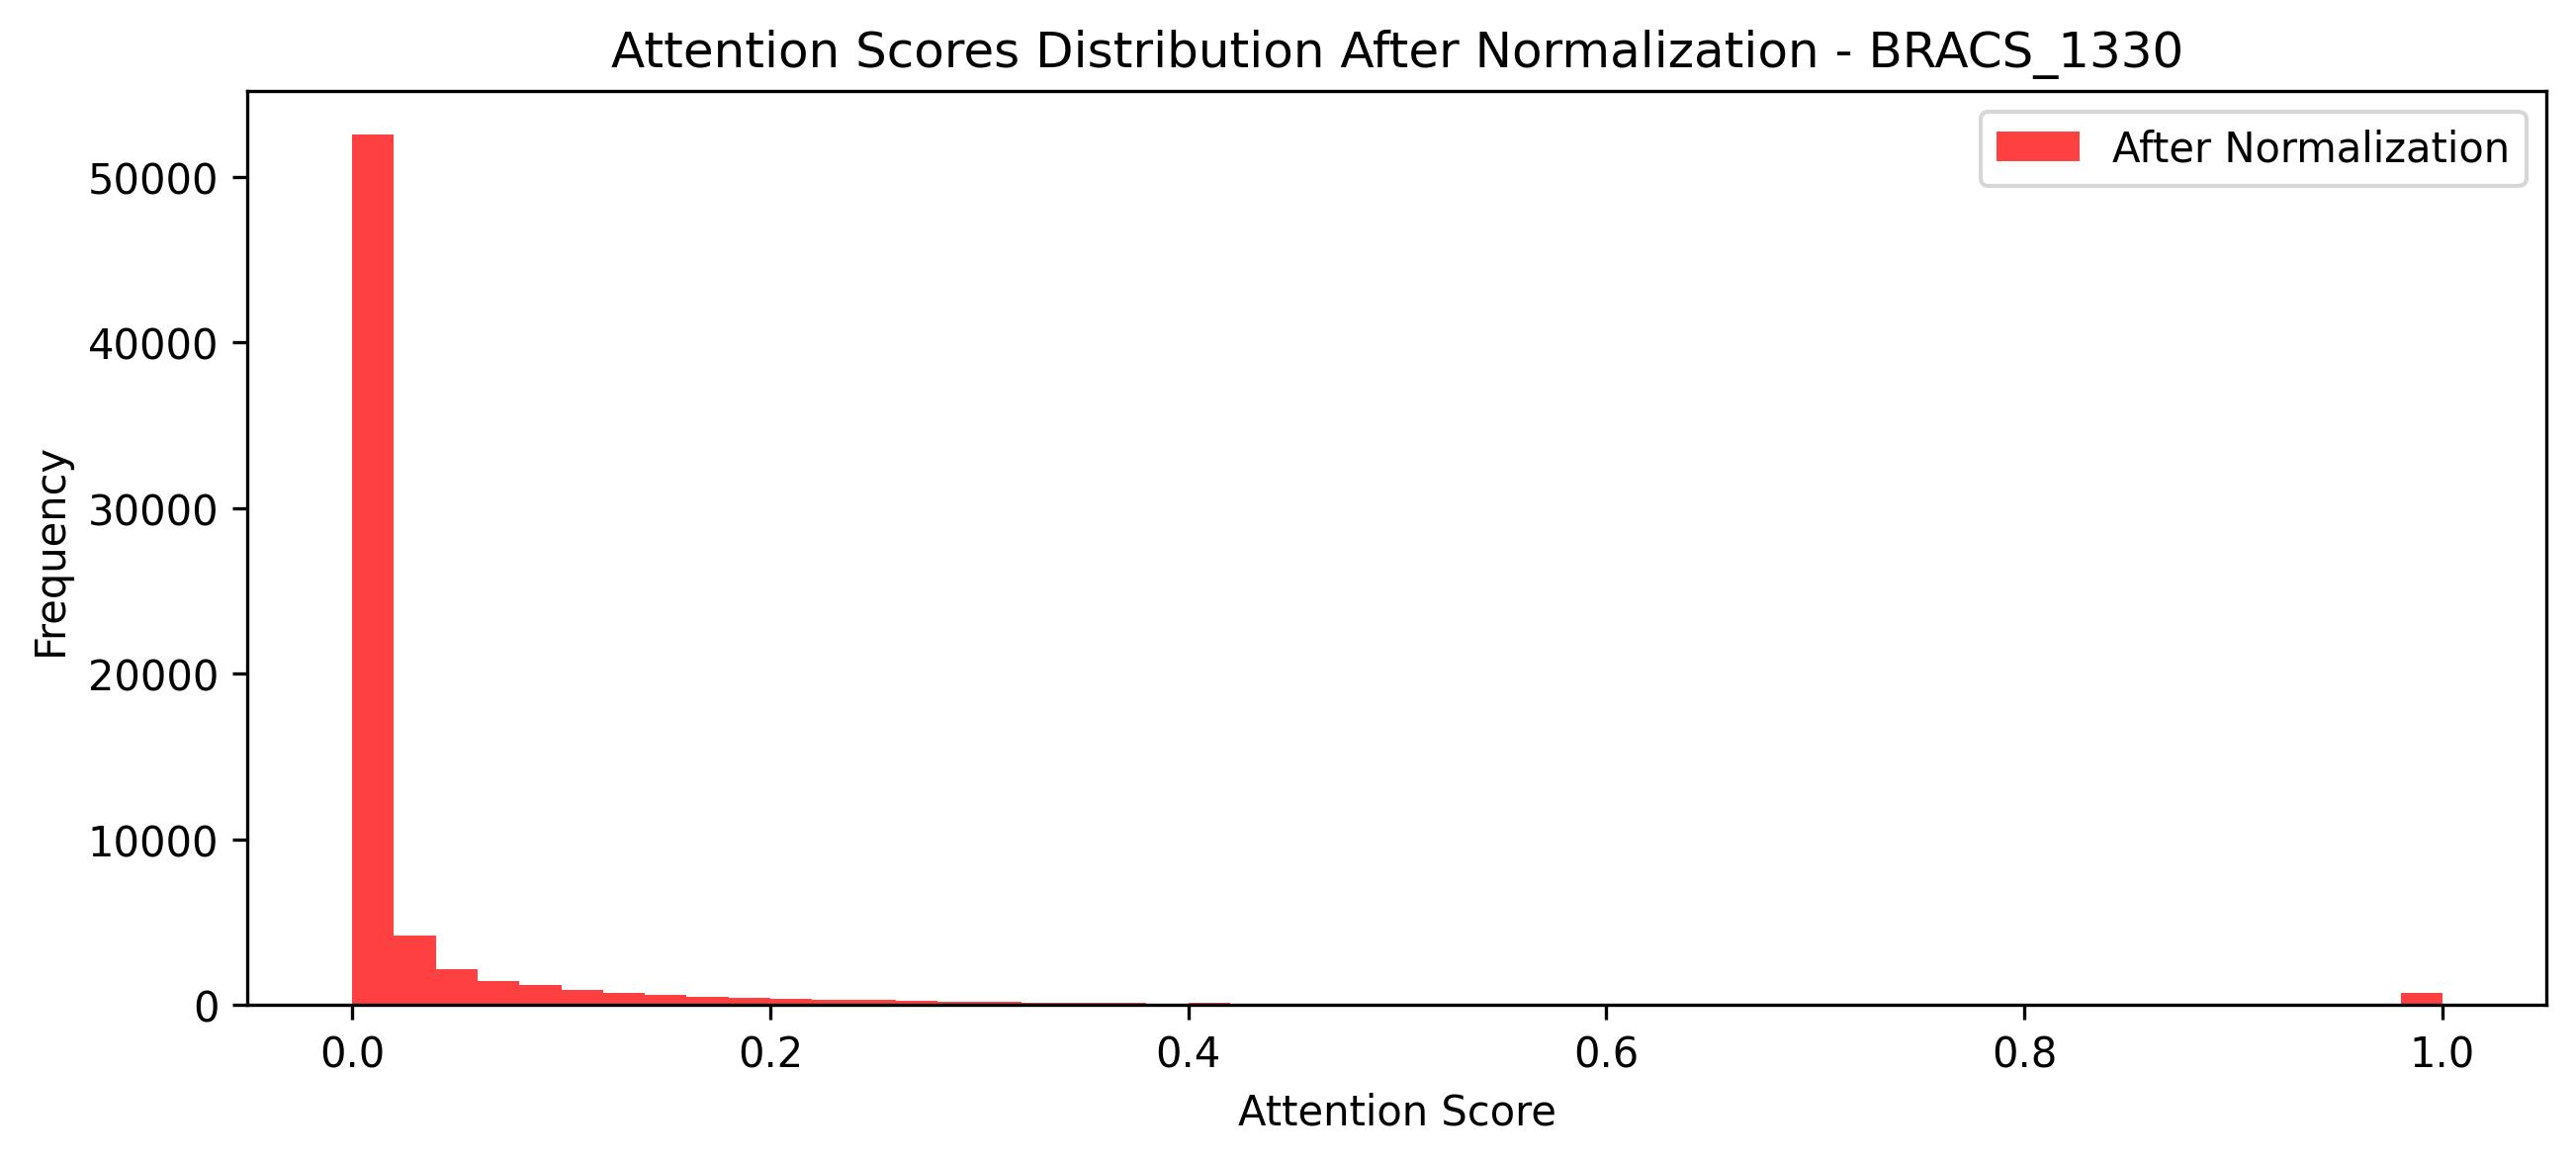 Attention Scores Distribution After Normalization - BRACS_1330
After Normalization
Frequency
50000
40000
30000
20000
10000
0
0.0 0.2 0.4 0.6 0.8 1.0
Attention Score